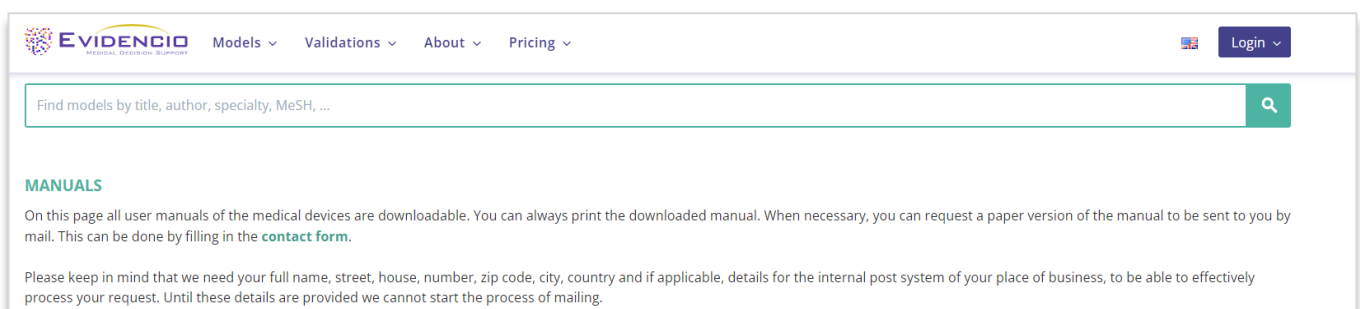 EVIDENCIO
MEDICAL DECISION SUPPORT
Models Validations About Pricing Login
Find models by title, author, specialty, MeSH, ...
MANUALS
On this page all user manuals of the medical devices are downloadable. You can always print the downloaded manual. When necessary, you can request a paper version of the manual to be sent to you by
mail. This can be done by filling in the contact form.
Please keep in mind that we need your full name, street, house, number, zip code, city, country and if applicable, details for the internal post system of your place of business, to be able to effectively
process your request. Until these details are provided we cannot start the process of mailing.